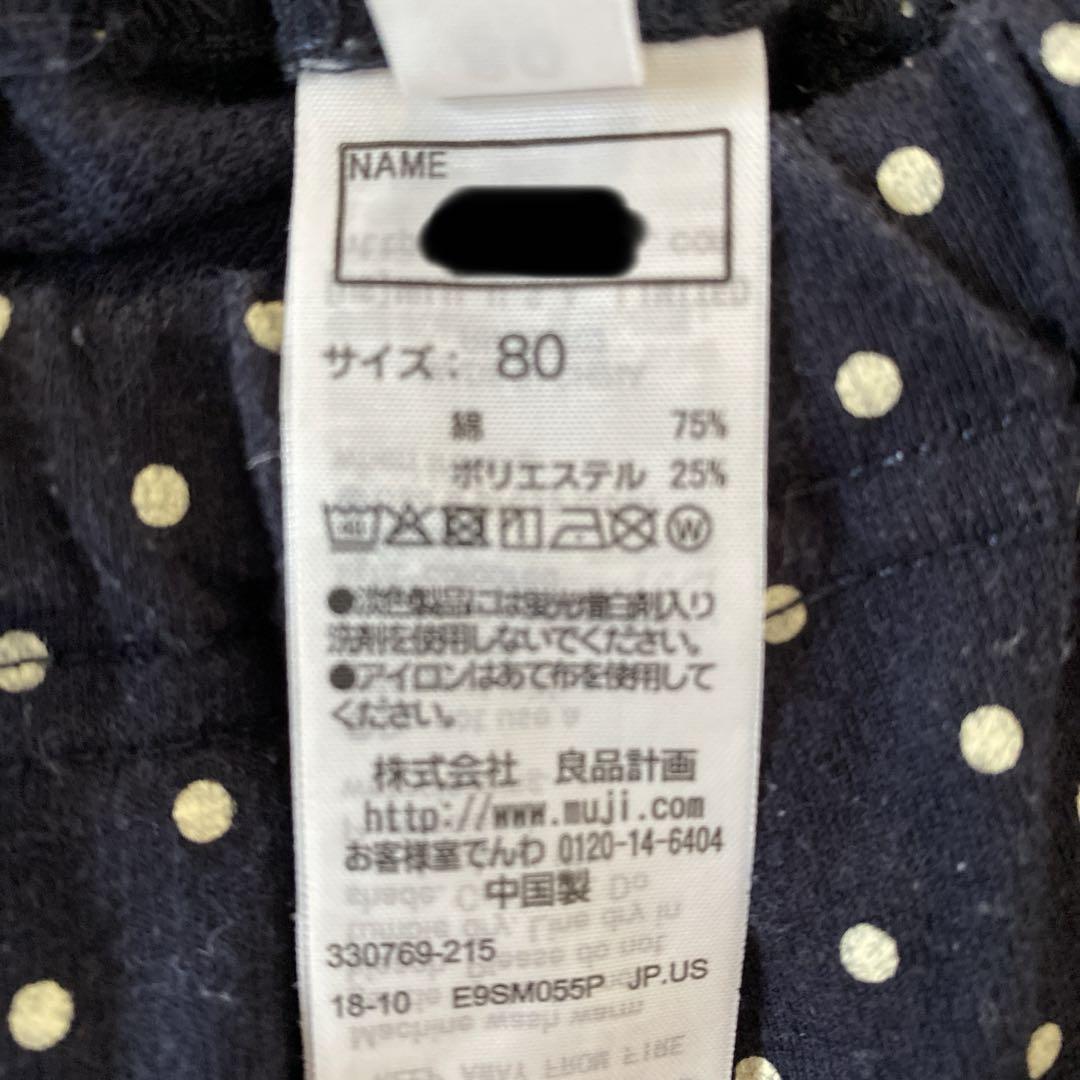 NAME
サイズ： 80
綿 75%
ポリエステル 25%
40
W
●淡色製品には蛍光増白剤入り
洗剤を使用しないでください。
●アイロンはあて布を使用して
ください。
株式会社 良品計画
http://www.muji.com
お客様室でんわ 0120-14-6404
中国製
330769-215
18-10 E9SM055P JP.US